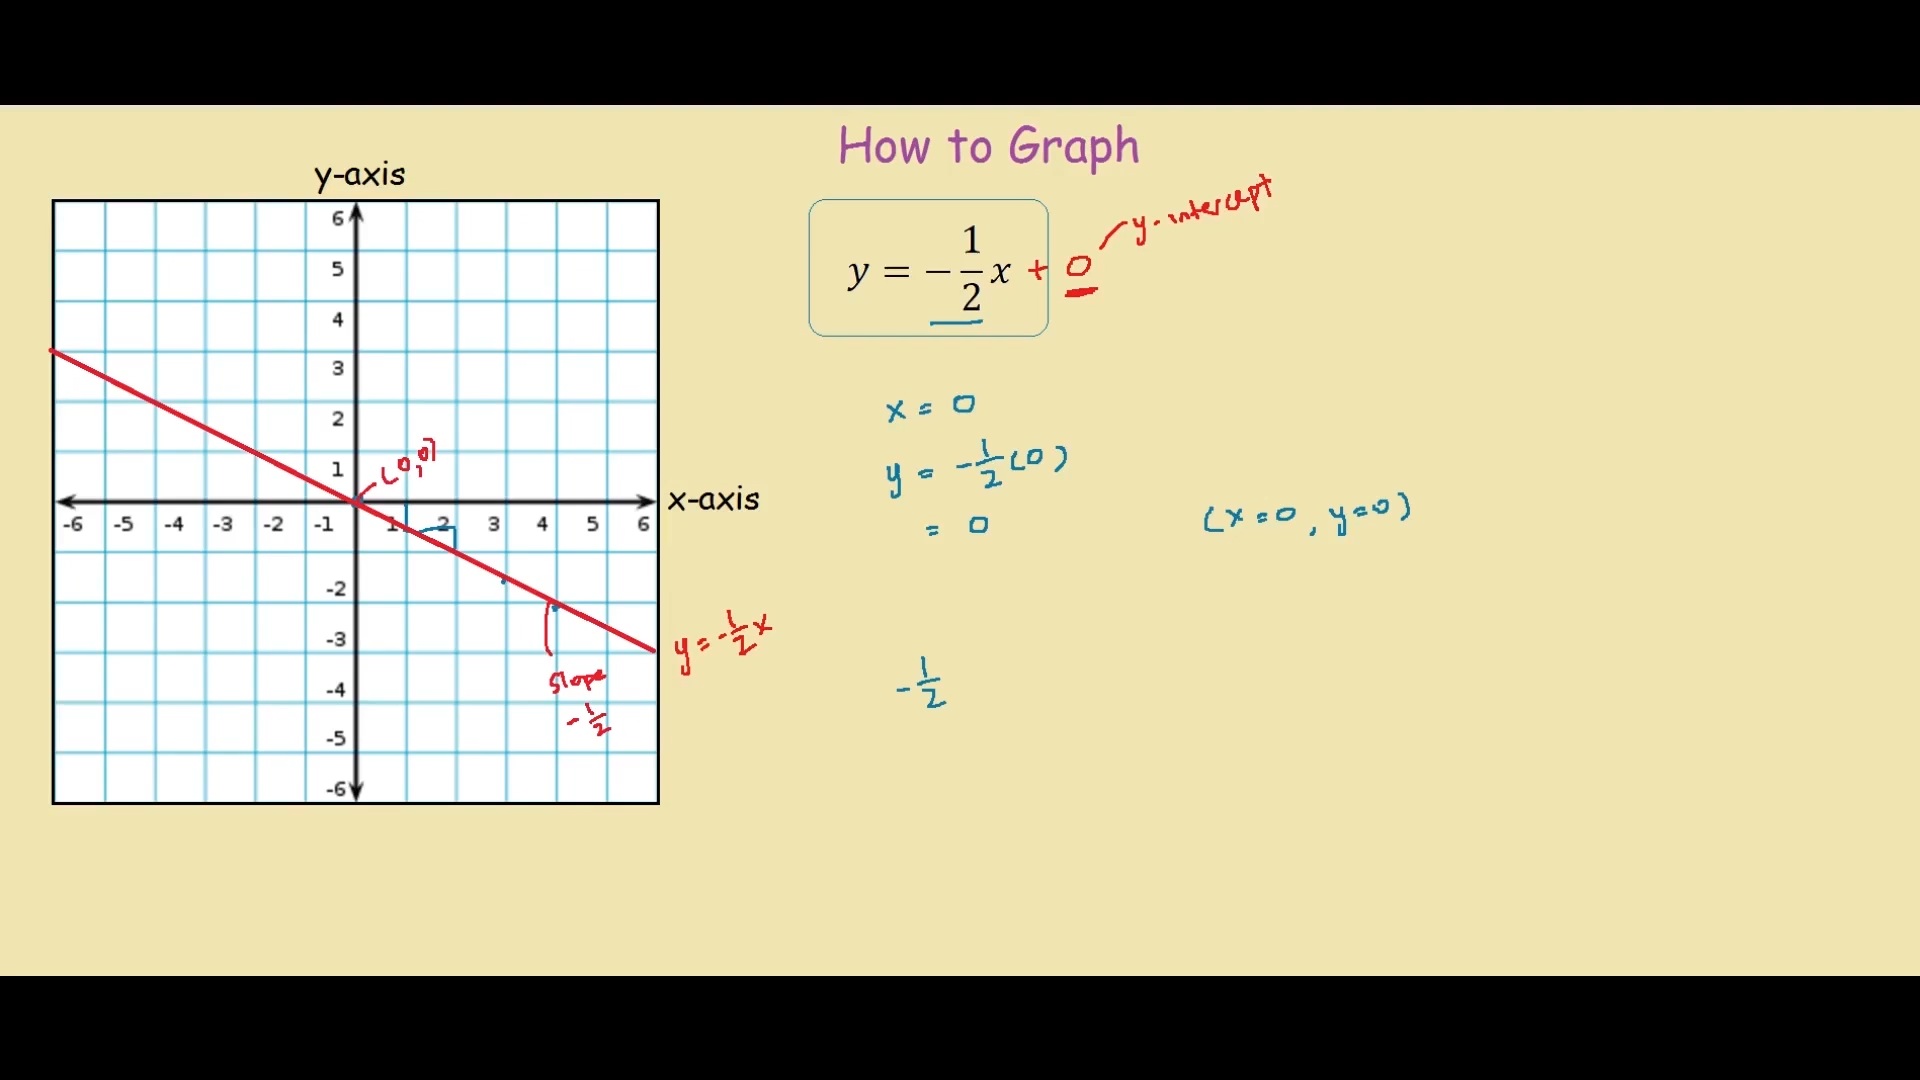 How to Graph
y-axis
y = -1/2 x + 0
y-intercept
6
5
4
3
2
1
(0,0)
x-axis
-6 -5 -4 -3 -2 -1 1 2 3 4 5 6
-2
-3
-4
-5
-6
slope
-1/2
y = -1/2 x
x = 0
y = -1/2 (0)
= 0
(x = 0, y = 0)
-1/2